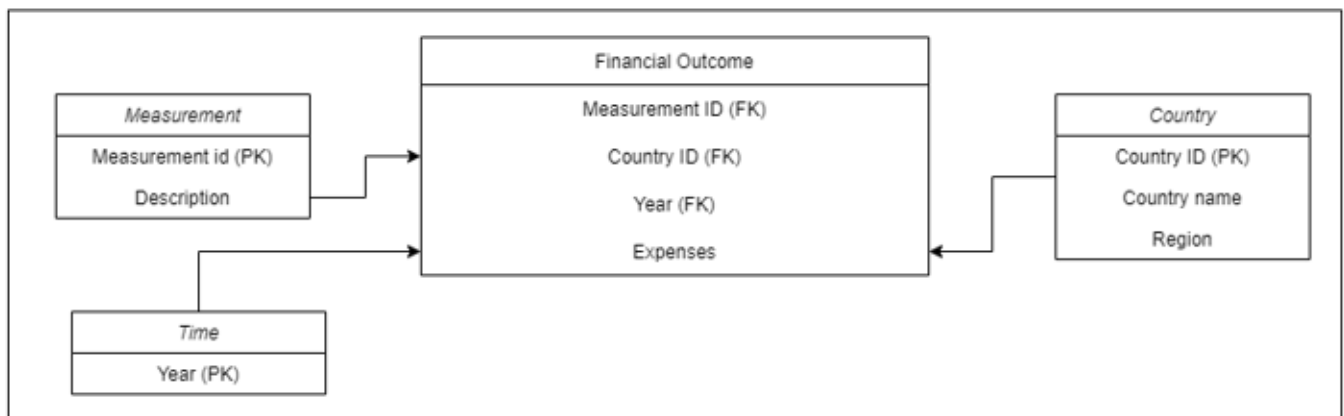 Financial Outcome
Measurement ID (FK)
Country ID (FK)
Year (FK)
Expenses
Measurement
Measurement id (PK)
Description
Time
Year (PK)
Country
Country ID (PK)
Country name
Region